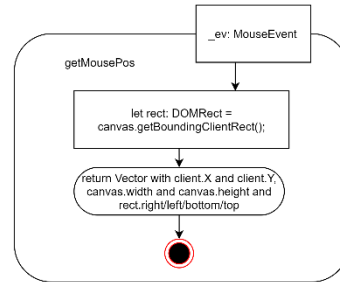 _ev: MouseEvent
getMousePos
let rect: DOMRect =
canvas.getBoundingClientRect();
return Vector with client.X and client.Y,
canvas.width and canvas.height and
rect.right/left/bottom/top